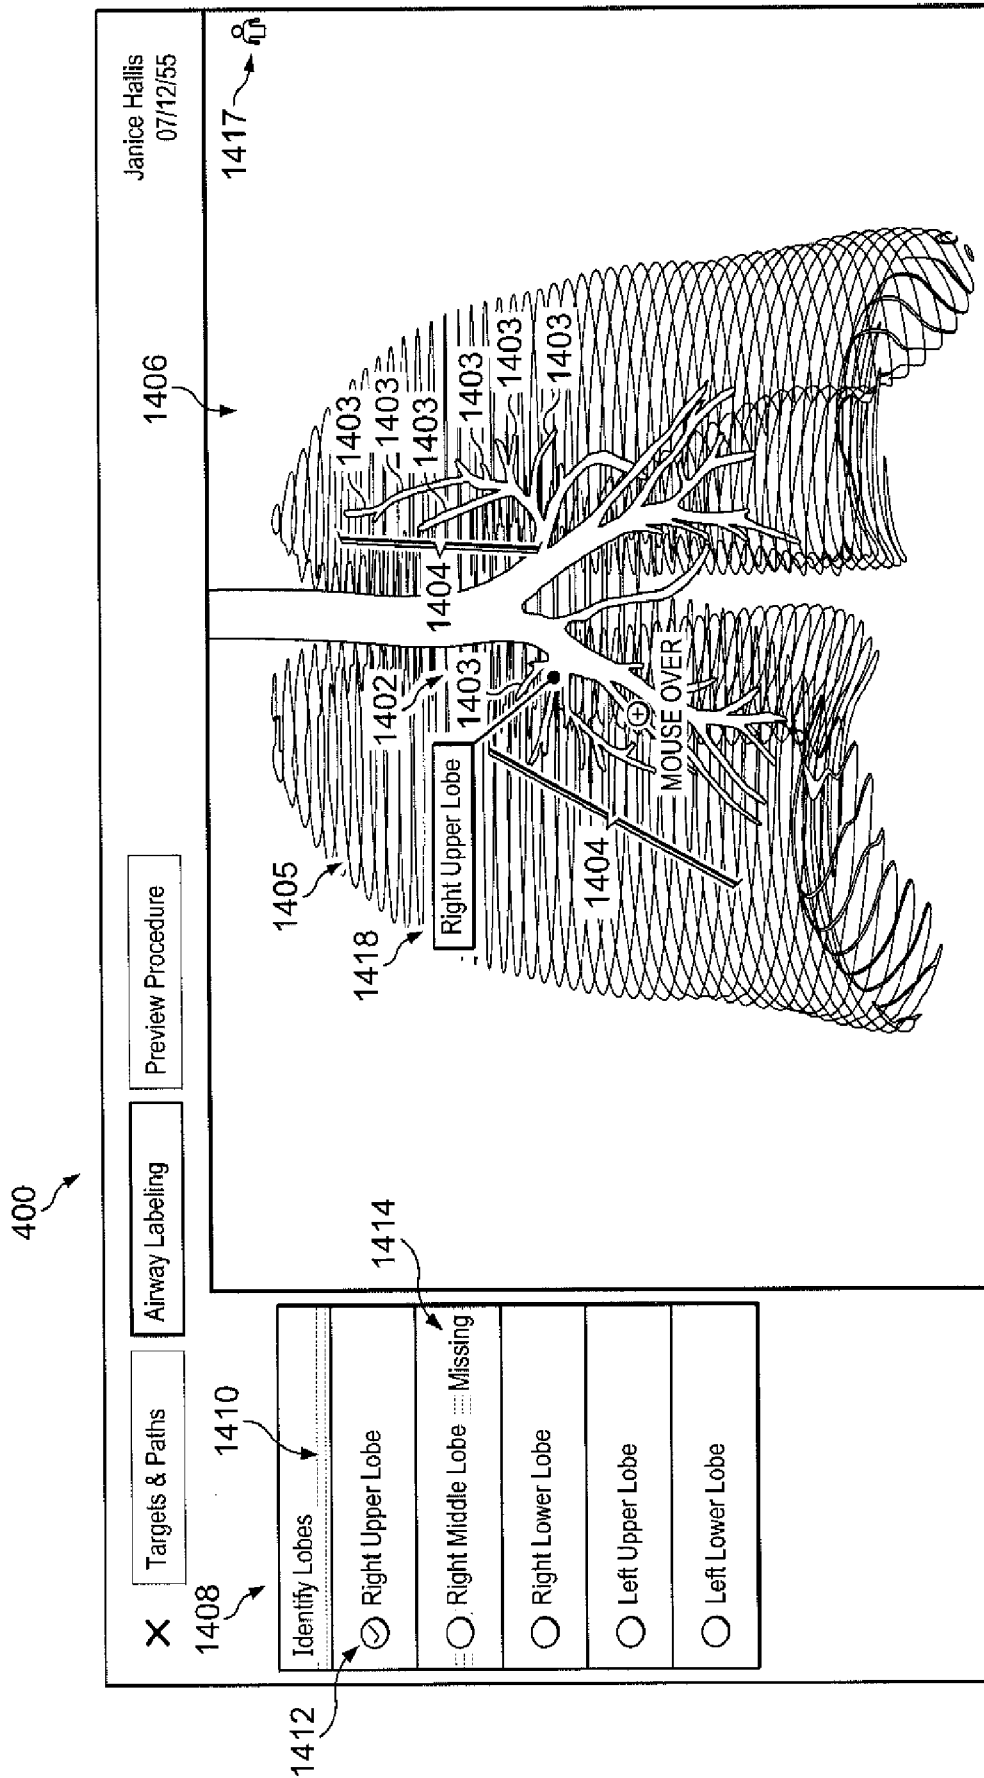 400
X
Targets & Paths
Airway Labeling
Preview Procedure
Janice Hallis
07/12/55
1408
1410
1406
1417
Identify Lobes
1412
Right Upper Lobe
Right Middle Lobe
Missing
1414
Right Lower Lobe
Left Upper Lobe
Left Lower Lobe
1405
1418
1402
1403
Right Upper Lobe
1404
MOUSE OVER
1404
1403
1403
1403
1403
1403
1403